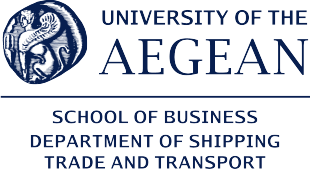 UNIVERSITY OF THE
AEGEAN
SCHOOL OF BUSINESS
DEPARTMENT OF SHIPPING
TRADE AND TRANSPORT